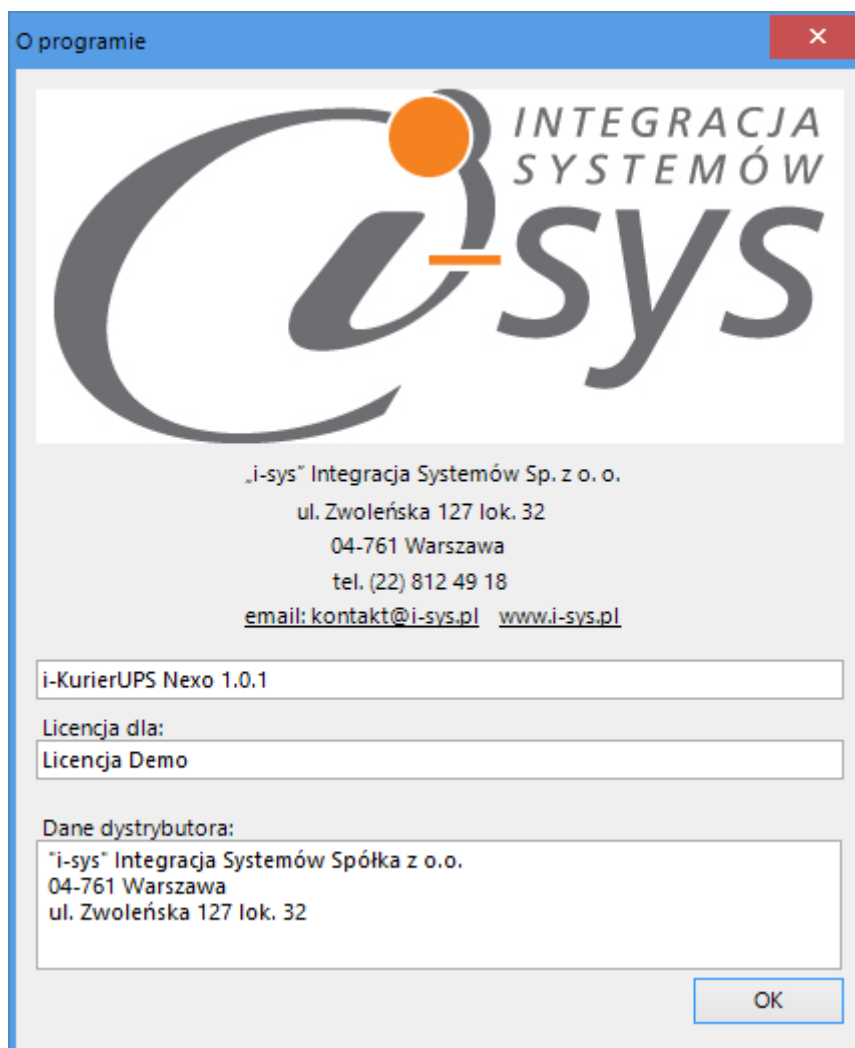 O programie
INTEGRACJA
SYSTEMÓW
i-sys
„i-sys” Integracja Systemów Sp. z o. o.
ul. Zwoleńska 127 lok. 32
04-761 Warszawa
tel. (22) 812 49 18
email: kontakt@i-sys.pl www.i-sys.pl
i-KurierUPS Nexo 1.0.1
Licencja dla:
Licencja Demo
Dane dystrybutora:
"i-sys" Integracja Systemów Spółka z o.o.
04-761 Warszawa
ul. Zwoleńska 127 lok. 32
OK